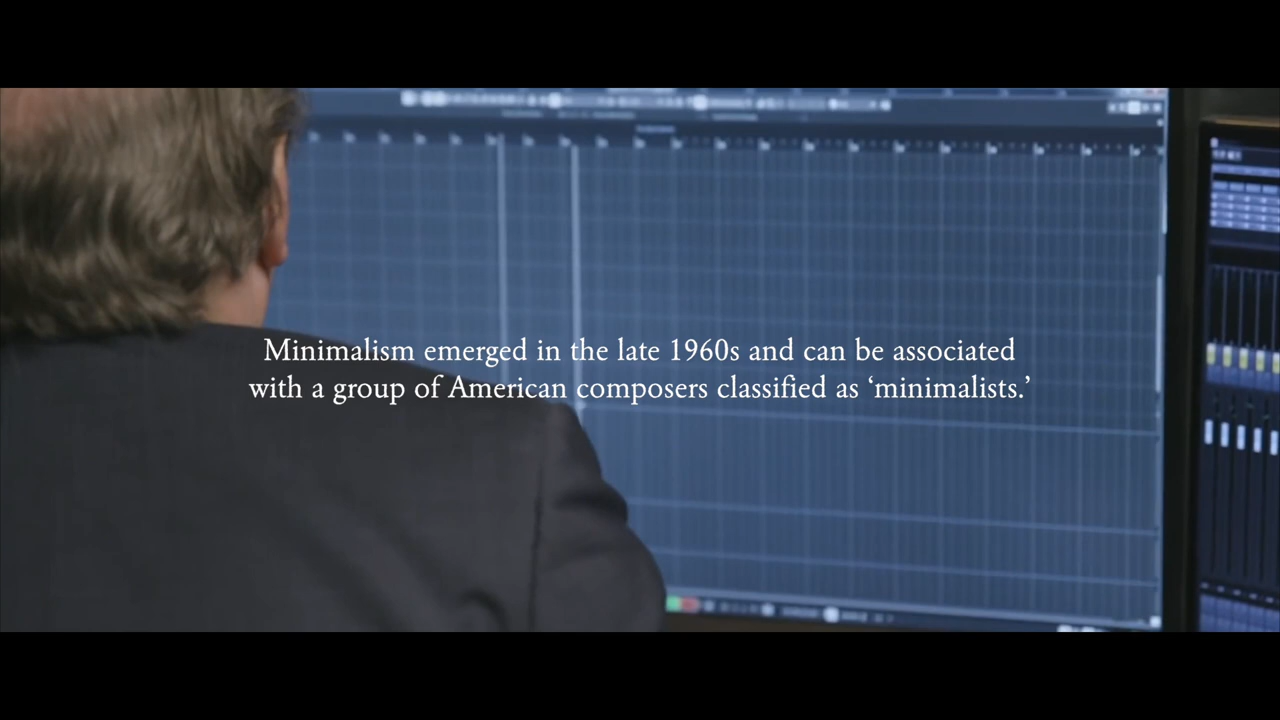 Minimalism emerged in the late 1960s and can be associated
with a group of American composers classified as ‘minimalists.’